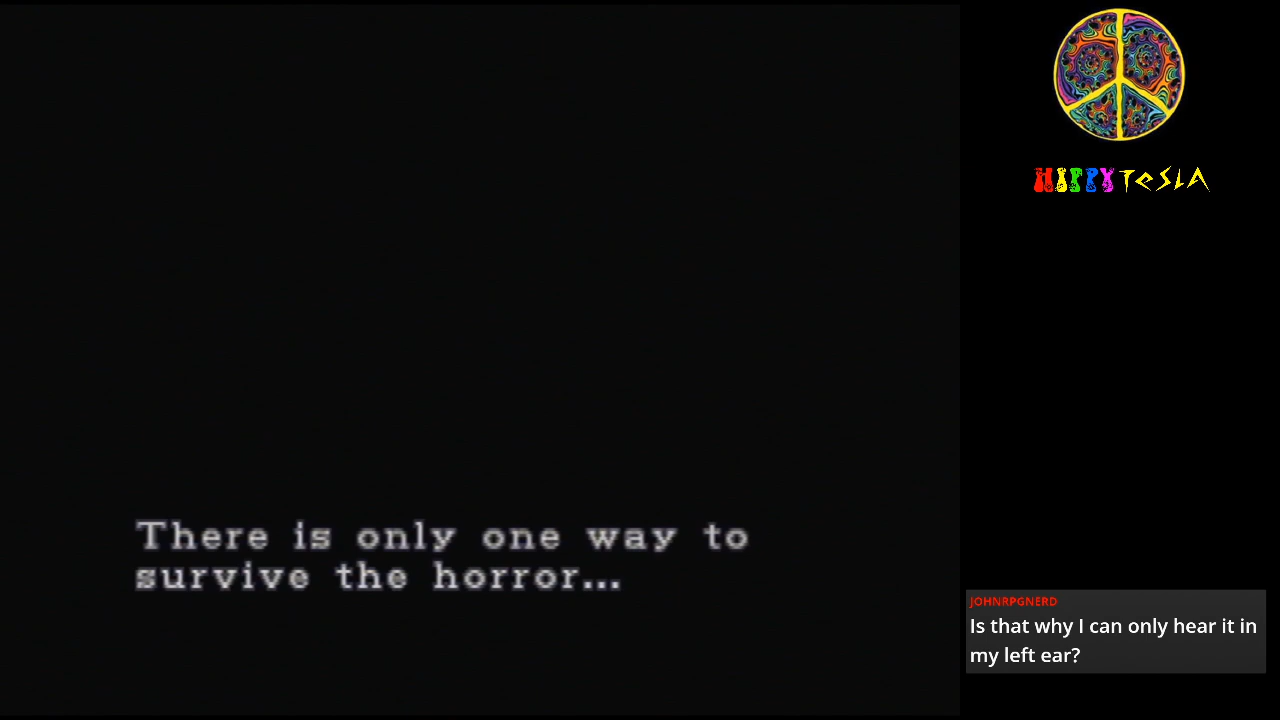 HIPPYTeSLA
There is only one way to
survive the horror...
JOHNRPGNERD
Is that why I can only hear it in
my left ear?